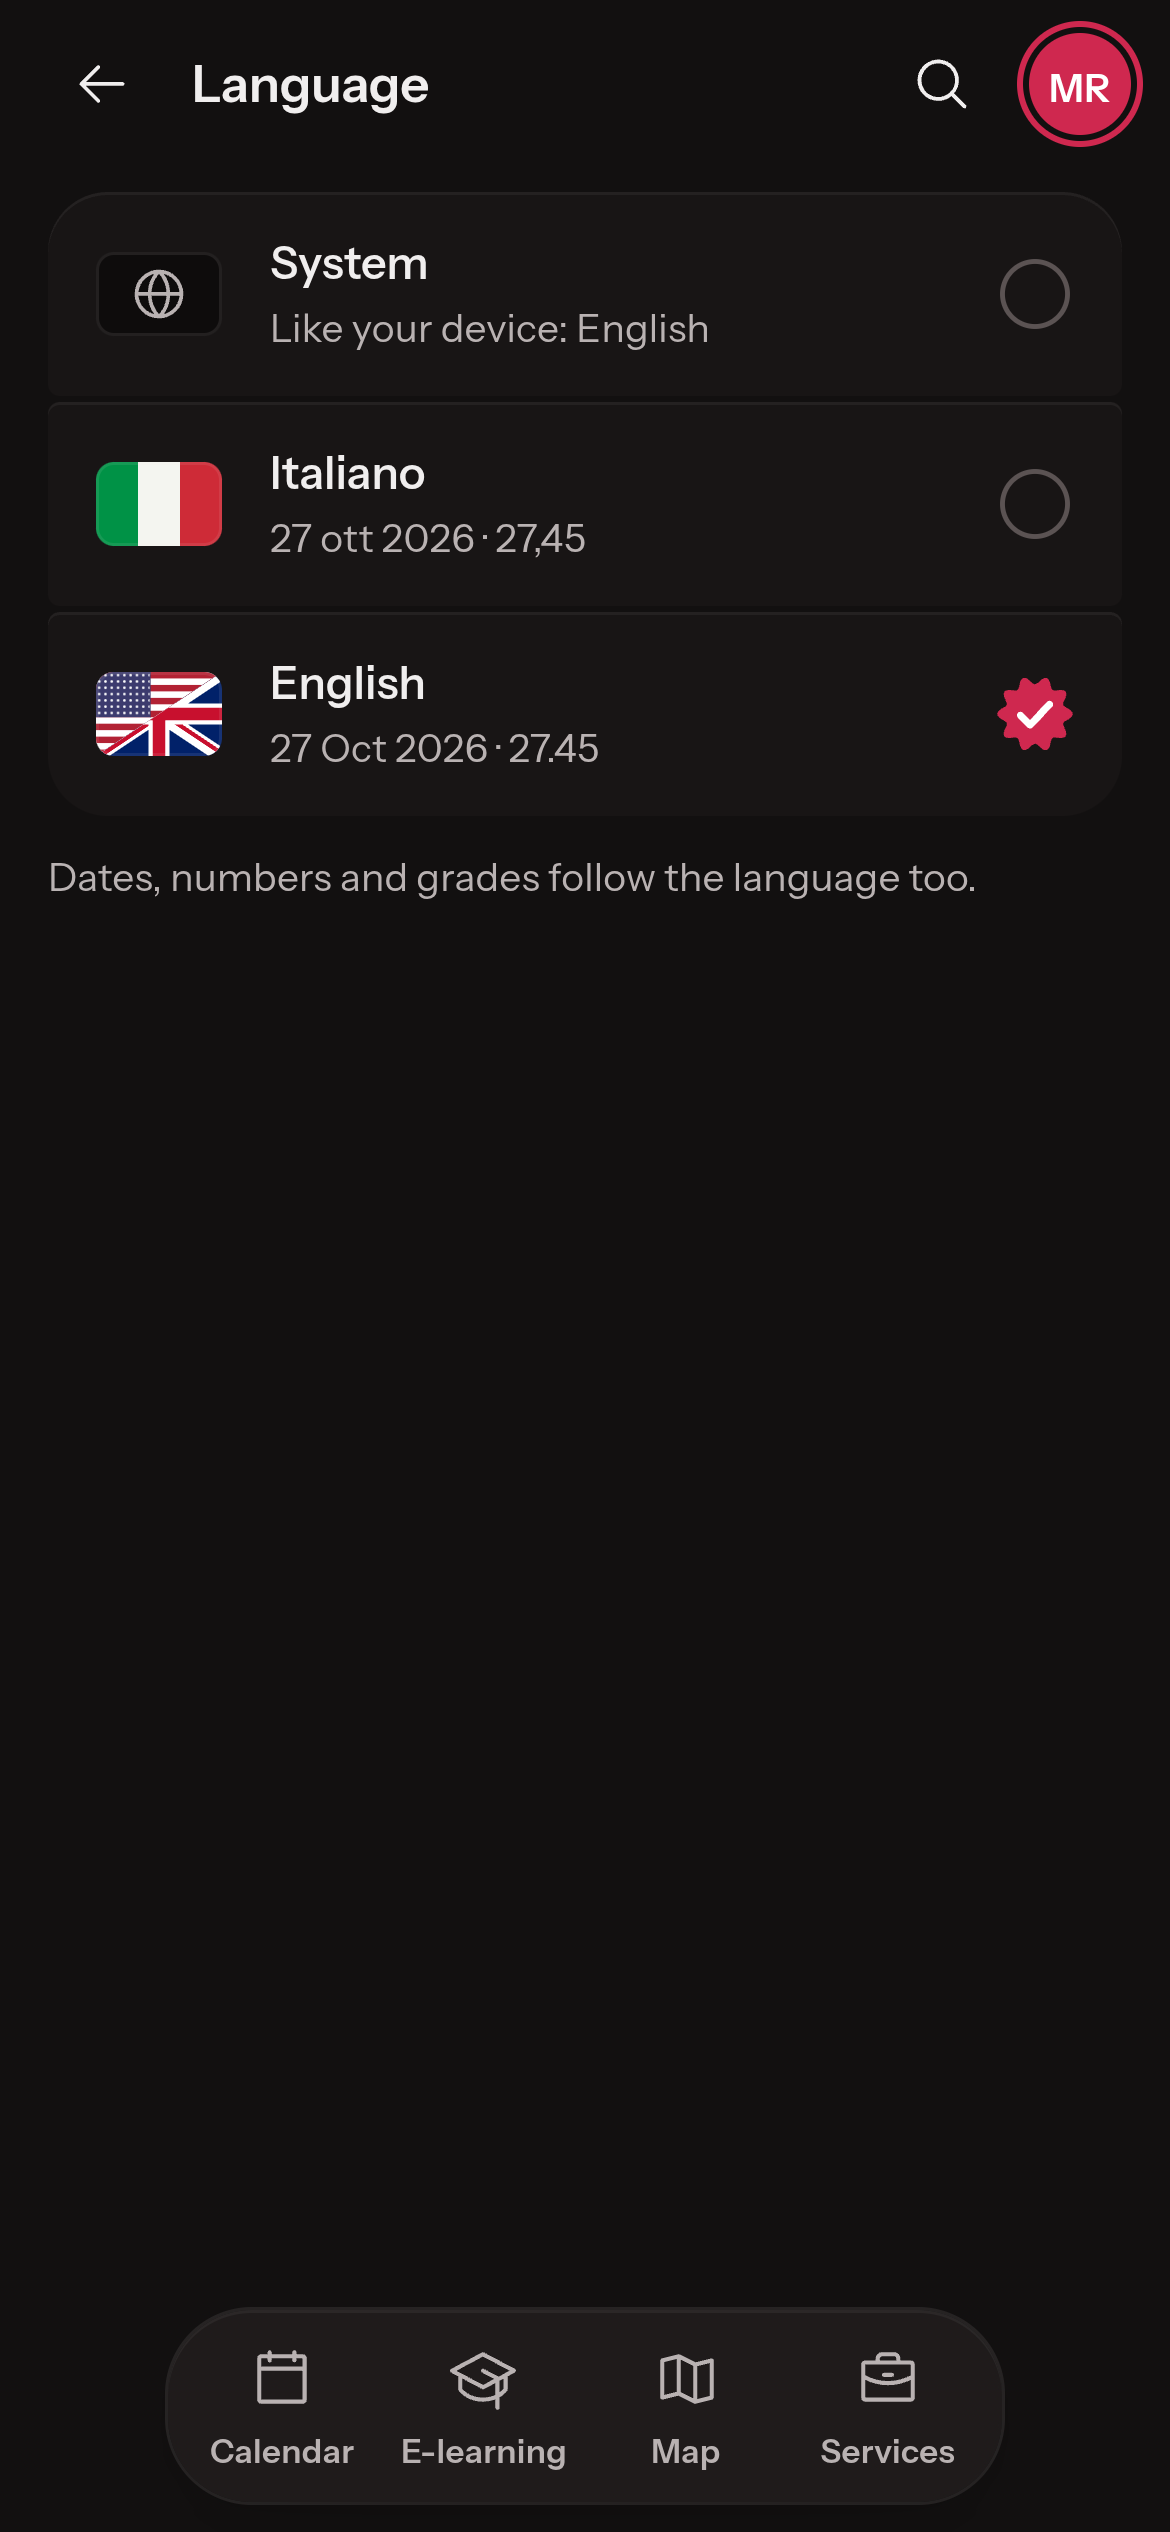 Language
MR
System
Like your device: English
Italiano
27 ott 2026 · 27,45
English
27 Oct 2026 · 27.45
Dates, numbers and grades follow the language too.
Calendar
E-learning
Map
Services